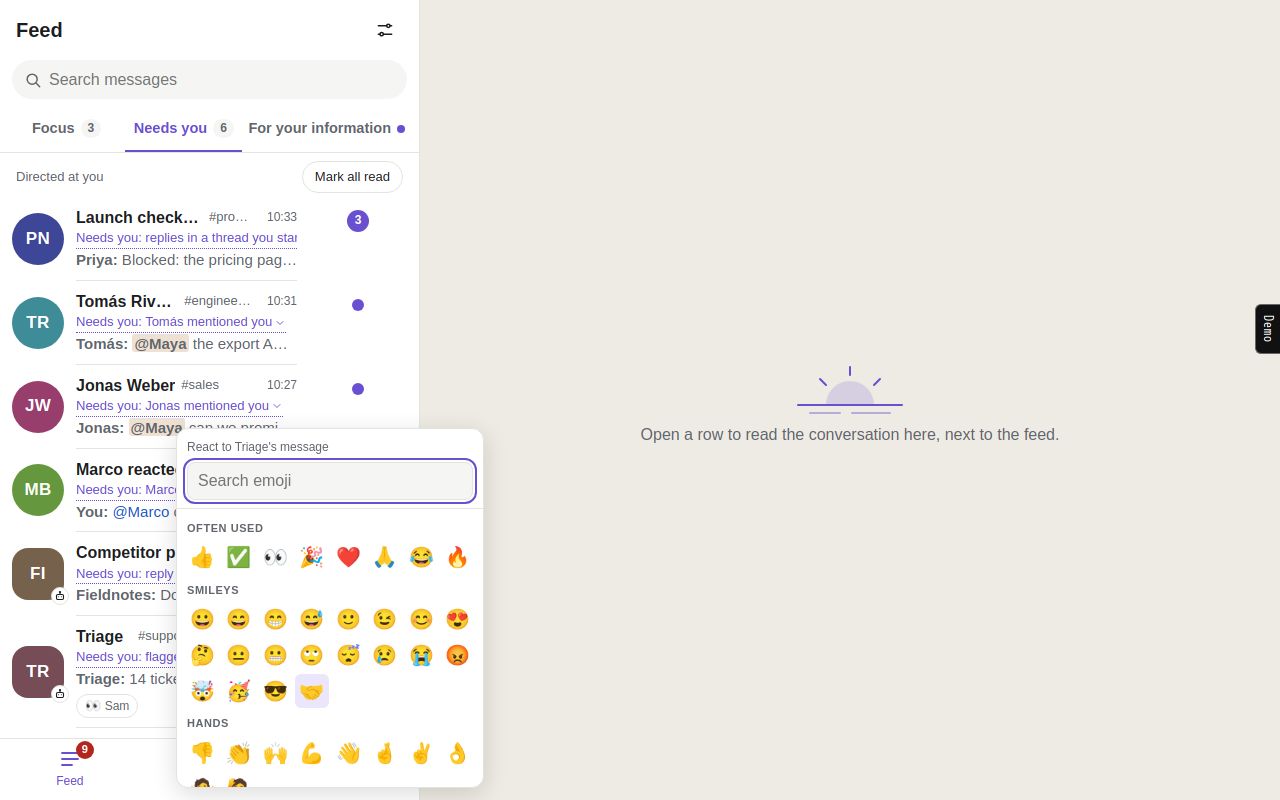 Feed
Search messages
Focus 3
Needs you 6
For your information
Directed at you
Mark all read
PN
Launch check… #pro… 10:33
3
Needs you: replies in a thread you star
Priya: Blocked: the pricing pag…
TR
Tomás Riv… #enginee… 10:31
Needs you: Tomás mentioned you
Tomás: @Maya the export A…
JW
Jonas Weber #sales 10:27
Needs you: Jonas mentioned you
Jonas: @Maya can we promi
MB
Marco reacte
Needs you: Marc
You: @Marco
FI
Competitor p
Needs you: reply
Fieldnotes: Do
TR
Triage #suppo
Needs you: flagge
Triage: 14 ticke
Sam
9
Feed
React to Triage's message
Search emoji
OFTEN USED
SMILEYS
HANDS
Open a row to read the conversation here, next to the feed.
Demo